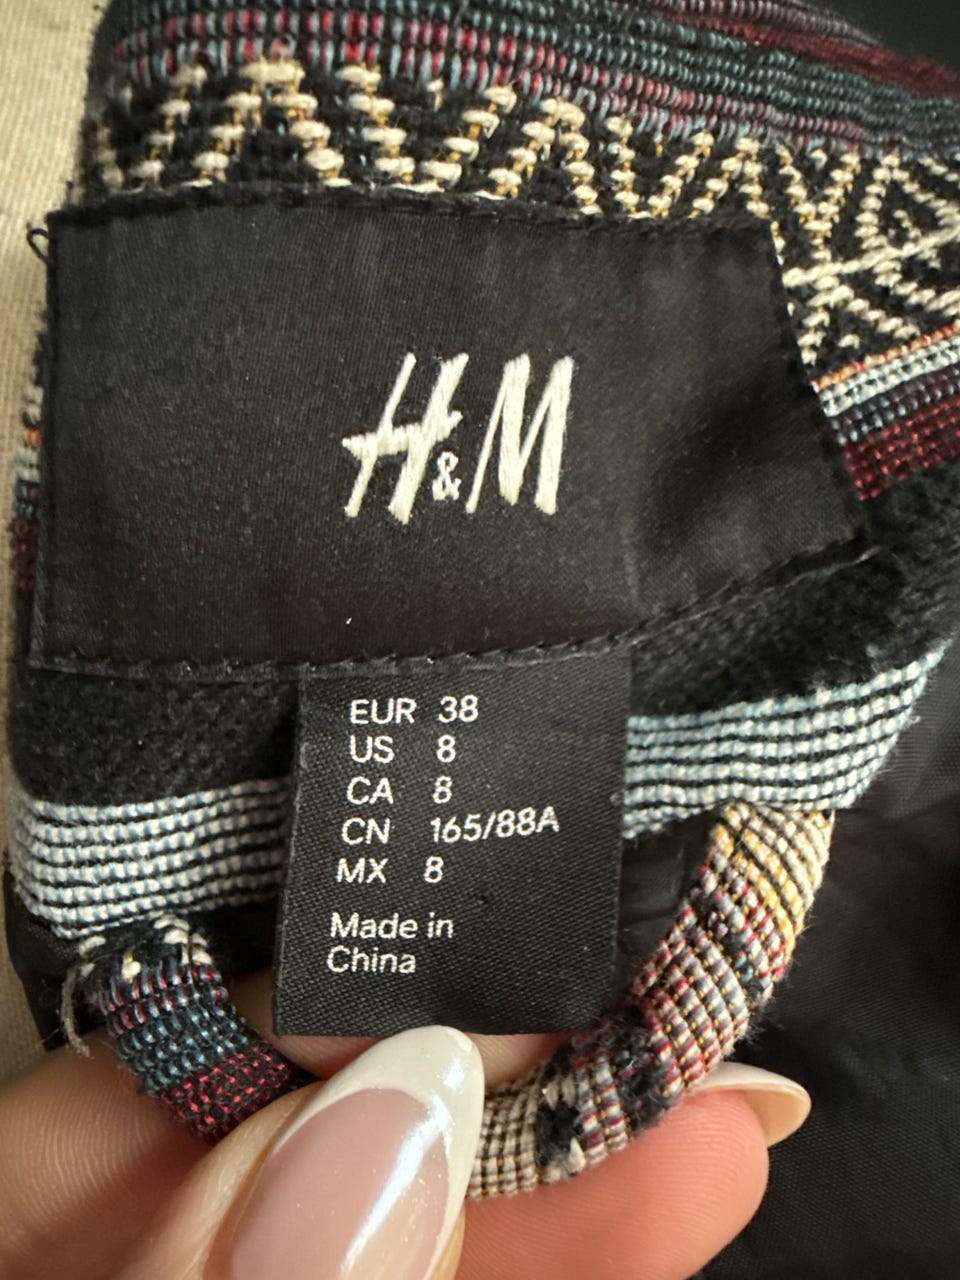 H&M
EUR 38
US 8
CA 8
CN 165/88A
MX 8
Made in
China